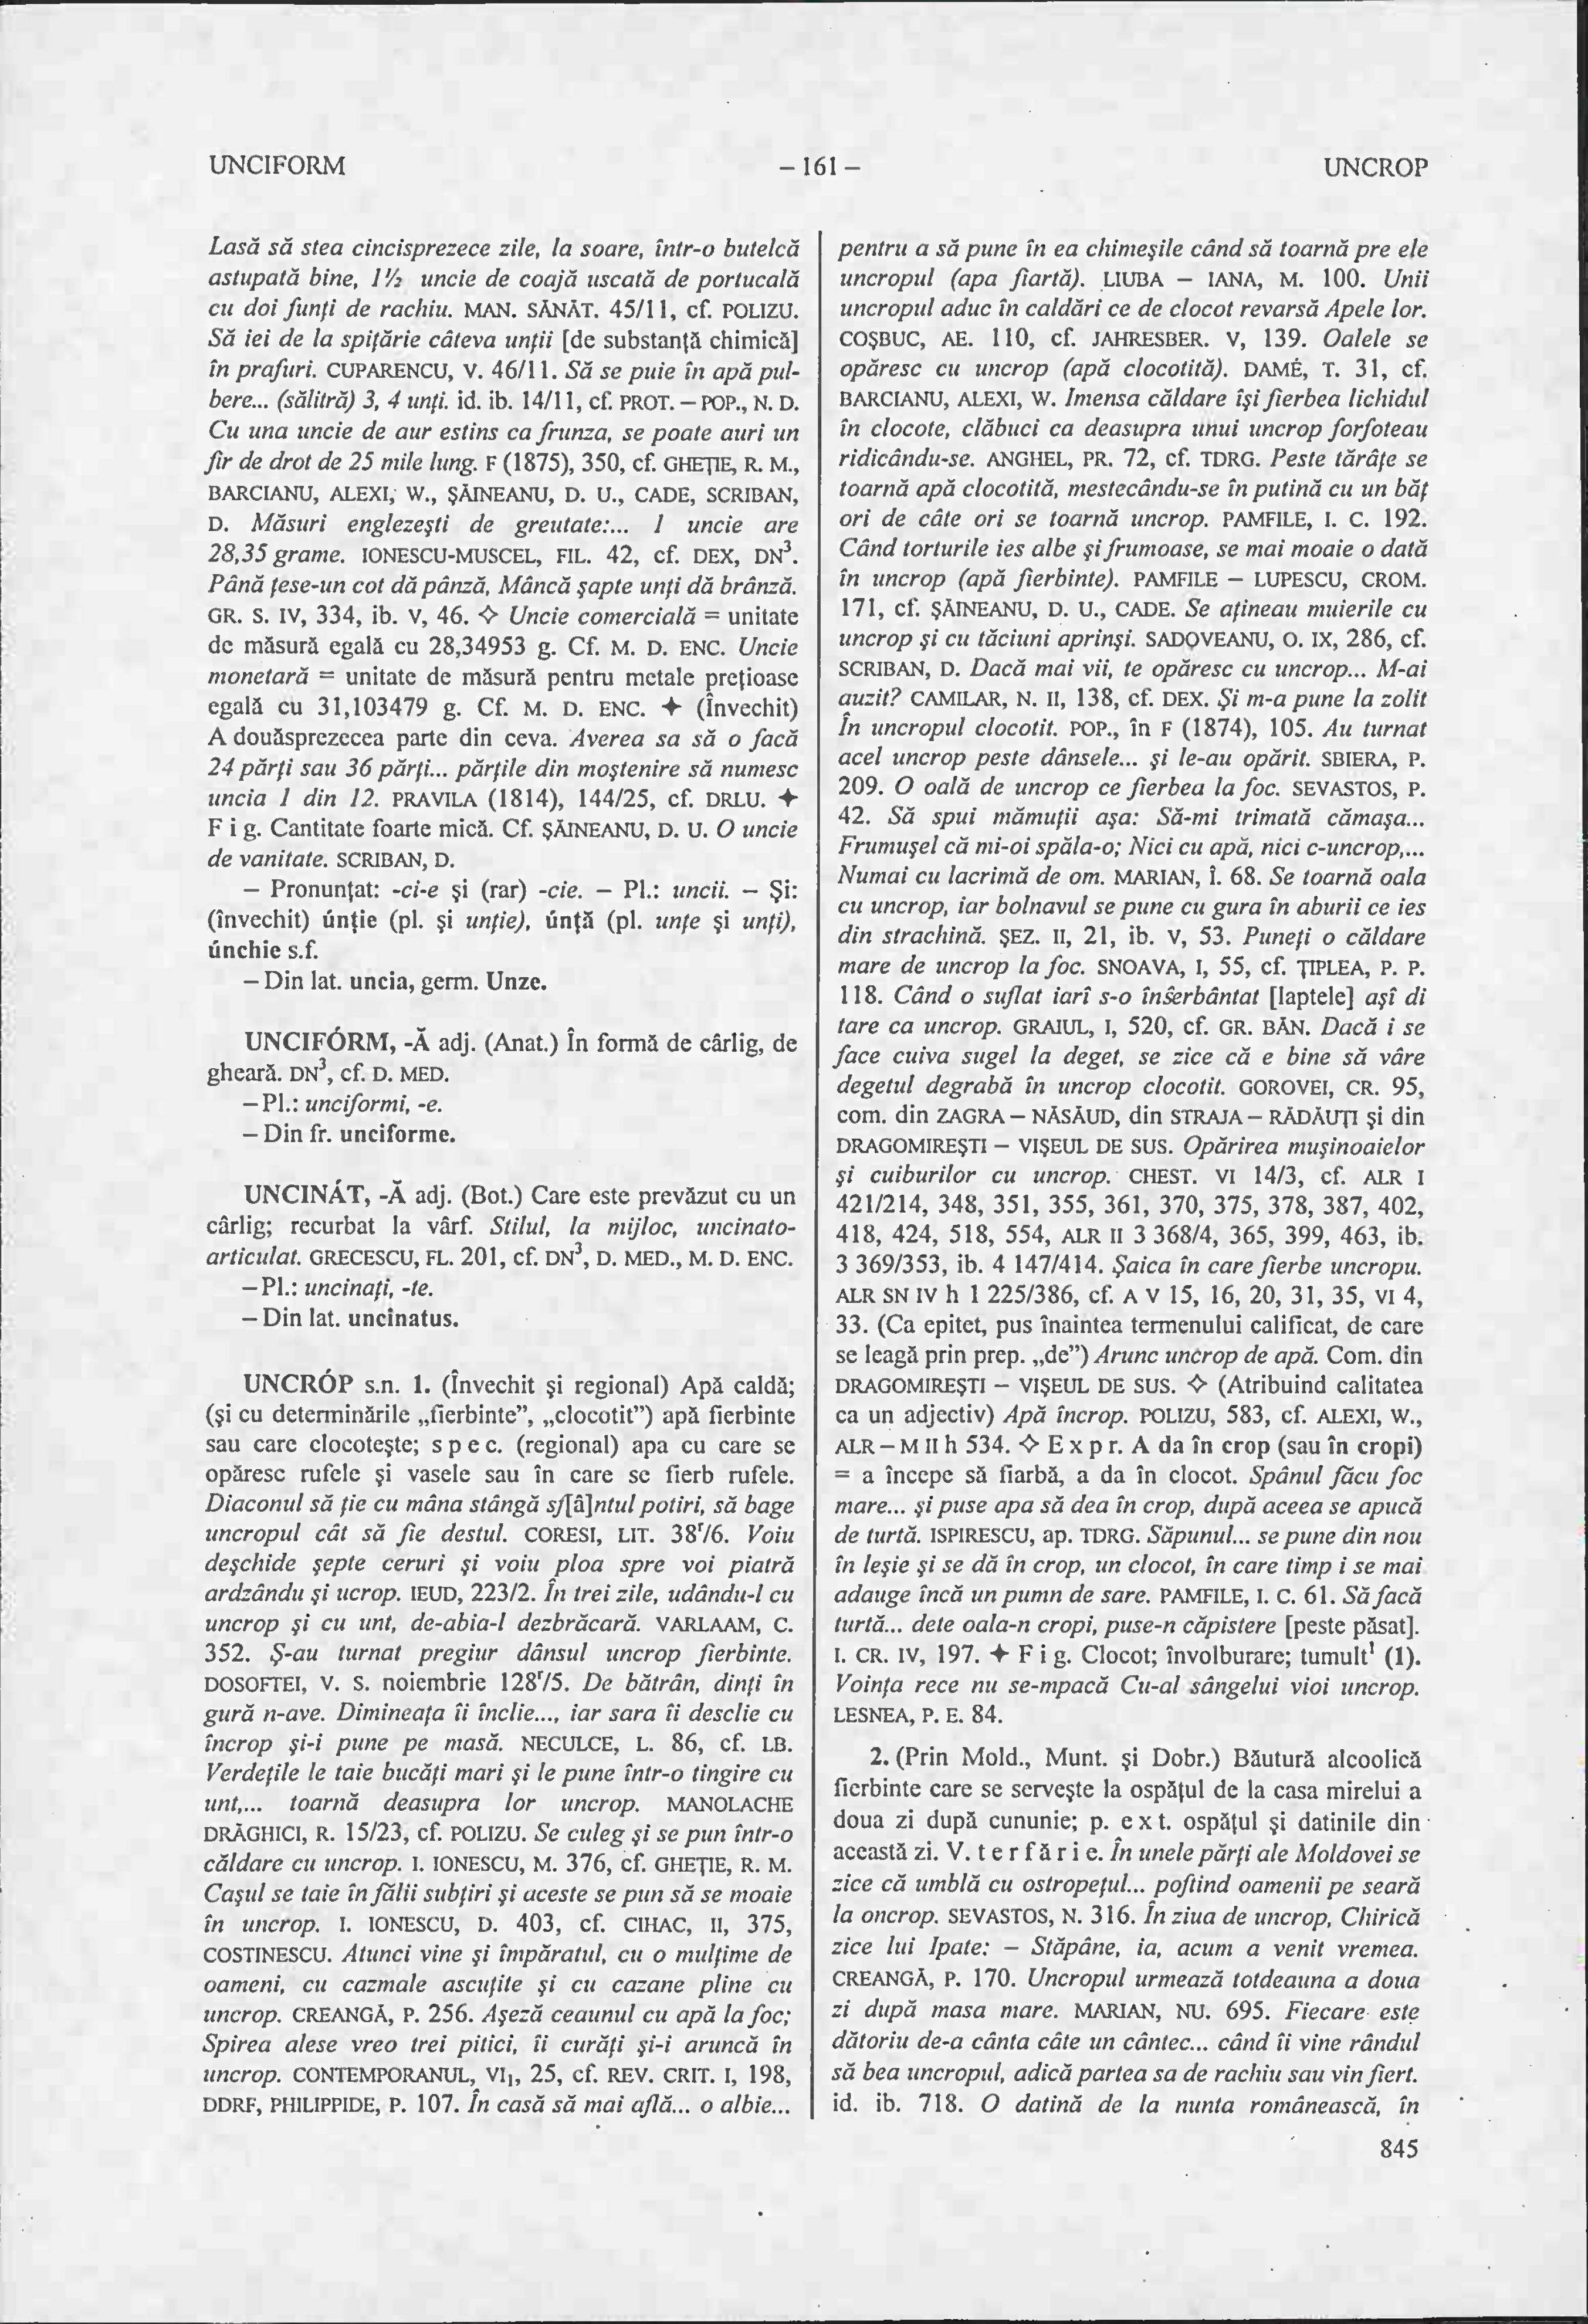 UNCIFORM
– 161 –
UNCROP
Lasă să stea cincisprezece zile, la soare, într-o butelcă
astupată bine, 1½ uncie de coajă uscată de portucală
cu doi funţi de rachiu. MAN. SĂNĂT. 45/11, cf. POLIZU.
Să iei de la spiţărie câteva unţii [de substanţă chimică]
în prafuri. CUPARENCU, V. 46/11. Să se puie în apă pul-
bere... (sălitră) 3, 4 unţi. id. ib. 14/11, cf. PROT. – POP., N. D.
Cu una uncie de aur estins ca frunza, se poate auri un
fir de drot de 25 mile lung. F (1875), 350, cf. GHEŢIE, R. M.,
BARCIANU, ALEXI, W., ŞĂINEANU, D. U., CADE, SCRIBAN,
D. Măsuri englezeşti de greutate:... 1 uncie are
28,35 grame. IONESCU-MUSCEL, FIL. 42, cf. DEX, DN³.
Până ţese-un cot dă pânză, Mâncă şapte unţi dă brânză.
GR. S. IV, 334, ib. V, 46. ◇ Uncie comercială = unitate
de măsură egală cu 28,34953 g. Cf. M. D. ENC. Uncie
monetară = unitate de măsură pentru metale preţioase
egală cu 31,103479 g. Cf. M. D. ENC. ✦ (Învechit)
A douăsprezecea parte din ceva. Averea sa să o facă
24 părţi sau 36 părţi... părţile din moştenire să numesc
uncia 1 din 12. PRAVILA (1814), 144/25, cf. DRLU. ✦
F i g. Cantitate foarte mică. Cf. ŞĂINEANU, D. U. O uncie
de vanitate. SCRIBAN, D.
– Pronunţat: -ci-e şi (rar) -cie. – Pl.: uncii. – Şi:
(învechit) únţie (pl. şi unţie), únţă (pl. unţe şi unţi),
únchie s.f.
– Din lat. uncia, germ. Unze.
UNCIFÓRM, -Ă adj. (Anat.) În formă de cârlig, de
gheară. DN³, cf. D. MED.
– Pl.: unciformi, -e.
– Din fr. unciforme.
UNCINÁT, -Ă adj. (Bot.) Care este prevăzut cu un
cârlig; recurbat la vârf. Stilul, la mijloc, uncinato-
articulat. GRECESCU, FL. 201, cf. DN³, D. MED., M. D. ENC.
– Pl.: uncinaţi, -te.
– Din lat. uncinatus.
UNCRÓP s.n. 1. (Învechit şi regional) Apă caldă;
(şi cu determinările „fierbinte”, „clocotit”) apă fierbinte
sau care clocoteşte; s p e c. (regional) apa cu care se
opăresc rufele şi vasele sau în care se fierb rufele.
Diaconul să ţie cu mâna stângă sf[â]ntul potiri, să bage
uncropul cât să fie destul. CORESI, LIT. 38ʳ/6. Voiu
deşchide şepte ceruri şi voiu ploa spre voi piatră
ardzându şi ucrop. IEUD, 223/2. În trei zile, udându-l cu
uncrop şi cu unt, de-abia-l dezbrăcară. VARLAAM, C.
352. Ş-au turnat pregiur dânsul uncrop fierbinte.
DOSOFTEI, V. S. noiembrie 128ʳ/5. De bătrân, dinţi în
gură n-ave. Dimineaţa îi înclie..., iar sara îi desclie cu
încrop şi-i pune pe masă. NECULCE, L. 86, cf. LB.
Verdeţile le taie bucăţi mari şi le pune într-o tingire cu
unt,... toarnă deasupra lor uncrop. MANOLACHE
DRĂGHICI, R. 15/23, cf. POLIZU. Se culeg şi se pun într-o
căldare cu uncrop. I. IONESCU, M. 376, cf. GHEŢIE, R. M.
Caşul se taie în fălii subţiri şi aceste se pun să se moaie
în uncrop. I. IONESCU, D. 403, cf. CIHAC, II, 375,
COSTINESCU. Atunci vine şi împăratul, cu o mulţime de
oameni, cu cazmale ascuţite şi cu cazane pline cu
uncrop. CREANGĂ, P. 256. Aşeză ceaunul cu apă la foc;
Spirea alese vreo trei pitici, îi curăţi şi-i aruncă în
uncrop. CONTEMPORANUL, VI₁, 25, cf. REV. CRIT. I, 198,
DDRF, PHILIPPIDE, P. 107. În casă să mai află... o albie...
pentru a să pune în ea chimeşile când să toarnă pre ele
uncropul (apa fiartă). LIUBA – IANA, M. 100. Unii
uncropul aduc în caldări ce de clocot revarsă Apele lor.
COŞBUC, AE. 110, cf. JAHRESBER. V, 139. Oalele se
opăresc cu uncrop (apă clocotită). DAMÉ, T. 31, cf.
BARCIANU, ALEXI, W. Imensa căldare îşi fierbea lichidul
în clocote, clăbuci ca deasupra unui uncrop forfoteau
ridicându-se. ANGHEL, PR. 72, cf. TDRG. Peste tărâţe se
toarnă apă clocotită, mestecându-se în putină cu un băţ
ori de câte ori se toarnă uncrop. PAMFILE, I. C. 192.
Când torturile ies albe şi frumoase, se mai moaie o dată
în uncrop (apă fierbinte). PAMFILE – LUPESCU, CROM.
171, cf. ŞĂINEANU, D. U., CADE. Se aţineau muierile cu
uncrop şi cu tăciuni aprinşi. SADOVEANU, O. IX, 286, cf.
SCRIBAN, D. Dacă mai vii, te opăresc cu uncrop... M-ai
auzit? CAMILAR, N. II, 138, cf. DEX. Şi m-a pune la zolit
În uncropul clocotit. POP., în F (1874), 105. Au turnat
acel uncrop peste dânsele... şi le-au opărit. SBIERA, P.
209. O oală de uncrop ce fierbea la foc. SEVASTOS, P.
42. Să spui mămuţii aşa: Să-mi trimată cămaşa...
Frumuşel că mi-oi spăla-o; Nici cu apă, nici c-uncrop,...
Numai cu lacrimă de om. MARIAN, Î. 68. Se toarnă oala
cu uncrop, iar bolnavul se pune cu gura în aburii ce ies
din strachină. ŞEZ. II, 21, ib. V, 53. Puneţi o căldare
mare de uncrop la foc. SNOAVA, I, 55, cf. ŢIPLEA, P. P.
118. Când o suflat iarî s-o înserbântat [laptele] aşî di
tare ca uncrop. GRAIUL, I, 520, cf. GR. BĂN. Dacă i se
face cuiva sugel la deget, se zice că e bine să vâre
degetul degrabă în uncrop clocotit. GOROVEI, CR. 95,
com. din ZAGRA – NĂSĂUD, din STRAJA – RĂDĂUŢI şi din
DRAGOMIREŞTI – VIŞEUL DE SUS. Opărirea muşinoaielor
şi cuiburilor cu uncrop. CHEST. VI 14/3, cf. ALR I
421/214, 348, 351, 355, 361, 370, 375, 378, 387, 402,
418, 424, 518, 554, ALR II 3 368/4, 365, 399, 463, ib.
3 369/353, ib. 4 147/414. Şaica în care fierbe uncropu.
ALR SN IV h 1 225/386, cf. A V 15, 16, 20, 31, 35, VI 4,
33. (Ca epitet, pus înaintea termenului calificat, de care
se leagă prin prep. „de”) Arunc uncrop de apă. Com. din
DRAGOMIREŞTI – VIŞEUL DE SUS. ◇ (Atribuind calitatea
ca un adjectiv) Apă încrop. POLIZU, 583, cf. ALEXI, W.,
ALR – M II h 534. ◇ E x p r. A da în crop (sau în cropi)
= a începe să fiarbă, a da în clocot. Spânul făcu foc
mare... şi puse apa să dea în crop, după aceea se apucă
de turtă. ISPIRESCU, ap. TDRG. Săpunul... se pune din nou
în leşie şi se dă în crop, un clocot, în care timp i se mai
adauge încă un pumn de sare. PAMFILE, I. C. 61. Să facă
turtă... dete oala-n cropi, puse-n căpistere [peste păsat].
I. CR. IV, 197. ✦ F i g. Clocot; învolburare; tumult¹ (1).
Voinţa rece nu se-mpacă Cu-al sângelui vioi uncrop.
LESNEA, P. E. 84.
2. (Prin Mold., Munt. şi Dobr.) Băutură alcoolică
fierbinte care se serveşte la ospăţul de la casa mirelui a
doua zi după cununie; p. e x t. ospăţul şi datinile din
această zi. V. t e r f ă r i e. În unele părţi ale Moldovei se
zice că umblă cu ostropeţul... poftind oamenii pe seară
la oncrop. SEVASTOS, N. 316. În ziua de uncrop, Chirică
zice lui Ipate: – Stăpâne, ia, acum a venit vremea.
CREANGĂ, P. 170. Uncropul urmează totdeauna a doua
zi după masa mare. MARIAN, NU. 695. Fiecare este
dătoriu de-a cânta câte un cântec... când îi vine rândul
să bea uncropul, adică partea sa de rachiu sau vin fiert.
id. ib. 718. O datină de la nunta românească, în
845